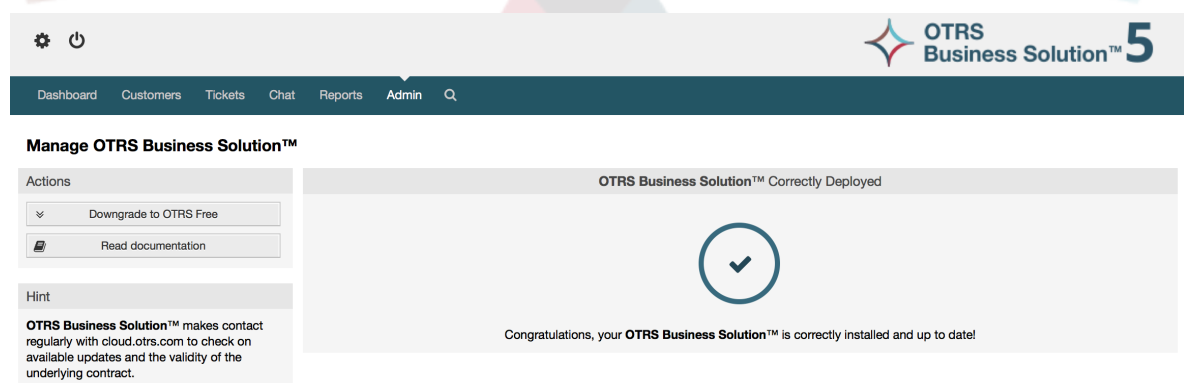 OTRS
Business Solution™ 5
Dashboard Customers Tickets Chat Reports Admin
Manage OTRS Business Solution™
Actions
Downgrade to OTRS Free
Read documentation
Hint
OTRS Business Solution™ makes contact
regularly with cloud.otrs.com to check on
available updates and the validity of the
underlying contract.
OTRS Business Solution™ Correctly Deployed
Congratulations, your OTRS Business Solution™ is correctly installed and up to date!